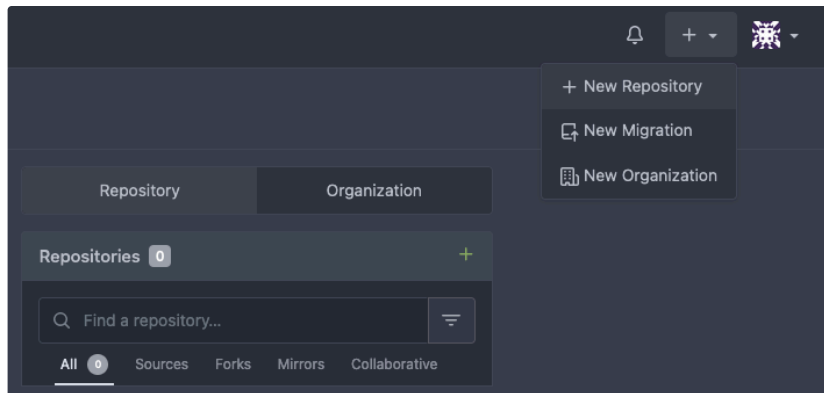 New Repository
New Migration
New Organization
Repository Organization
Repositories 0
Find a repository...
All 0 Sources Forks Mirrors Collaborative